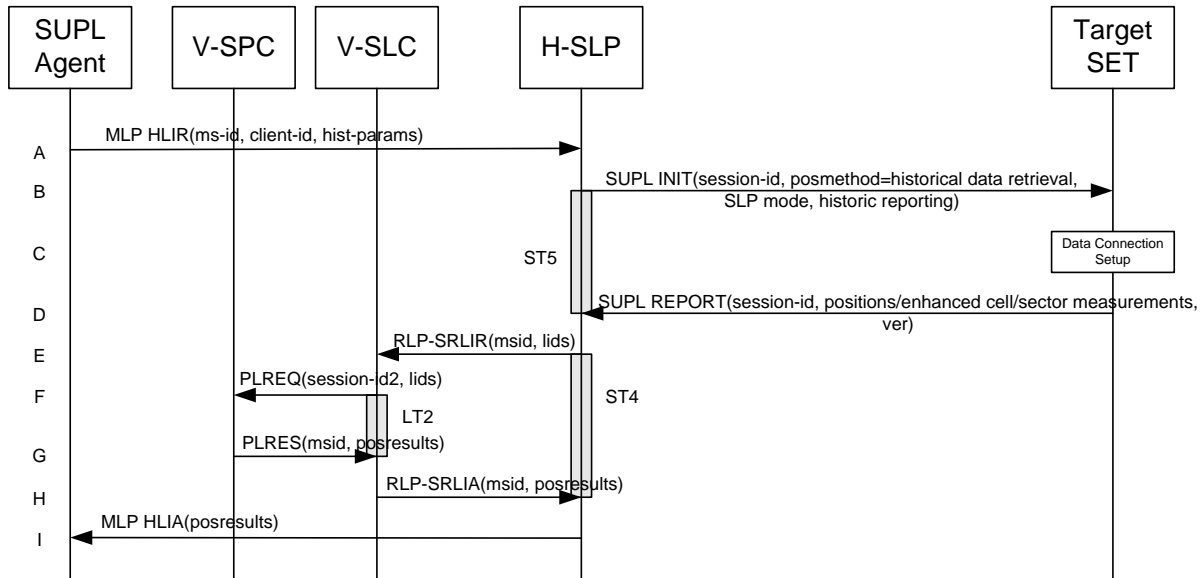 SUPL
Agent
V-SPC
V-SLC
H-SLP
Target
SET
A
MLP HLIR(ms-id, client-id, hist-params)
B
SUPL INIT(session-id, posmethod=historical data retrieval,
SLP mode, historic reporting)
C
ST5
Data Connection
Setup
D
SUPL REPORT(session-id, positions/enhanced cell/sector measurements,
ver)
E
RLP-SRLIR(msid, lids)
F
PLREQ(session-id2, lids)
ST4
LT2
G
PLRES(msid, posresults)
H
RLP-SRLIA(msid, posresults)
I
MLP HLIA(posresults)